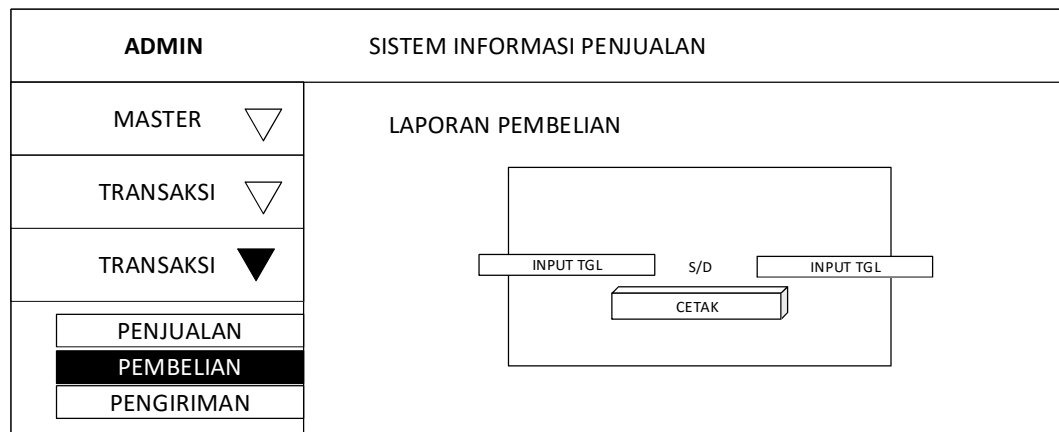 ADMIN
SISTEM INFORMASI PENJUALAN
MASTER
TRANSAKSI
TRANSAKSI
PENJUALAN
PEMBELIAN
PENGIRIMAN
LAPORAN PEMBELIAN
INPUT TGL S/D INPUT TGL
CETAK